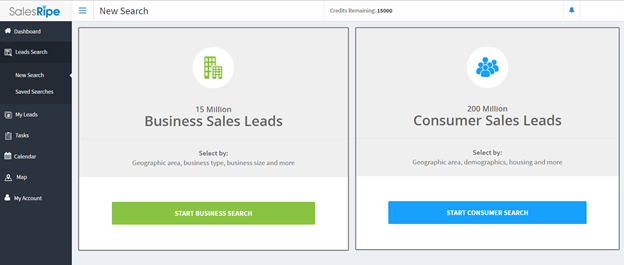 SalesRipe
New Search
Credits Remaining: 15000
Dashboard
Leads Search
New Search
Saved Searches
My Leads
Tasks
Calendar
Map
My Account
15 Million
Business Sales Leads
Select by:
Geographic area, business type, business size and more
START BUSINESS SEARCH
200 Million
Consumer Sales Leads
Select by:
Geographic area, demographics, housing and more
START CONSUMER SEARCH